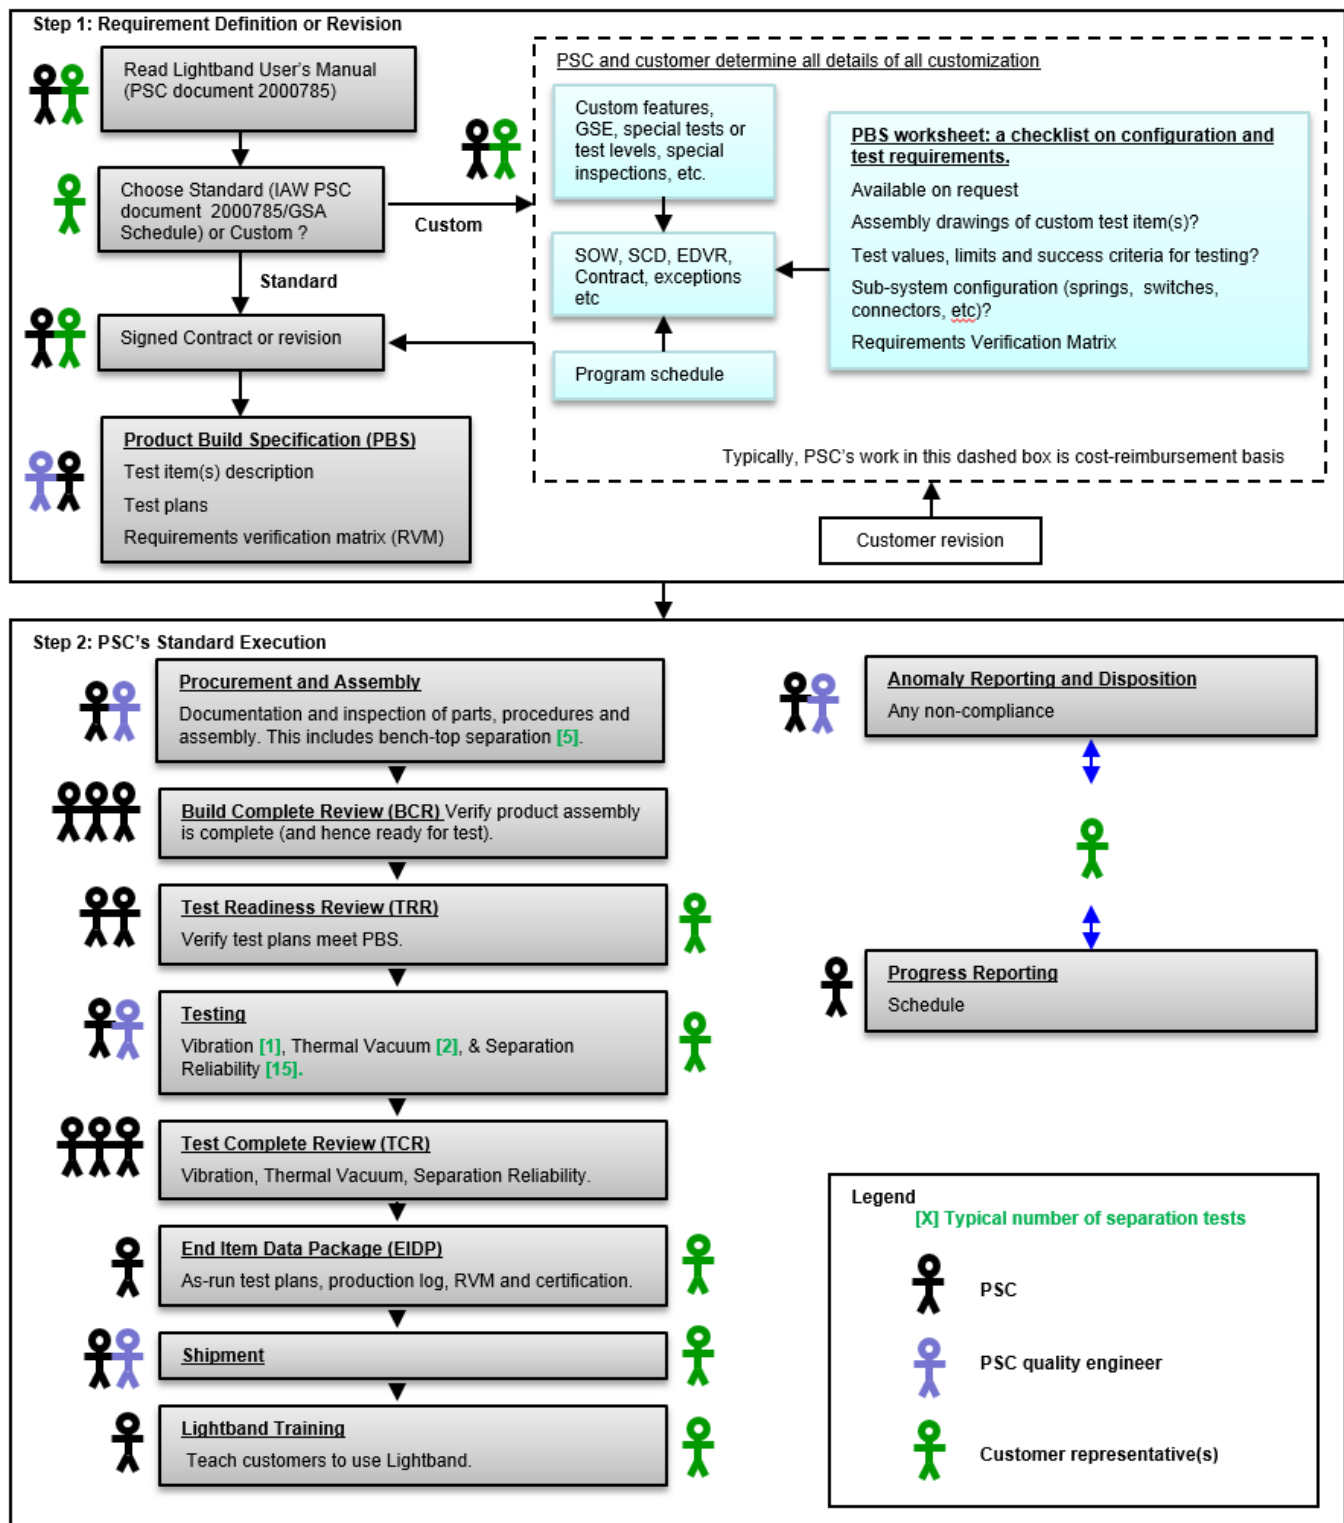 Step 1: Requirement Definition or Revision
Read Lightband User's Manual
(PSC document 2000785)
Choose Standard (IAW PSC
document 2000785/GSA
Schedule) or Custom ?
Custom
Standard
Signed Contract or revision
Product Build Specification (PBS)
Test item(s) description
Test plans
Requirements verification matrix (RVM)
PSC and customer determine all details of all customization
Custom features,
GSE, special tests or
test levels, special
inspections, etc.
SOW, SCD, EDVR,
Contract, exceptions
etc
Program schedule
PBS worksheet: a checklist on configuration and
test requirements.
Available on request
Assembly drawings of custom test item(s)?
Test values, limits and success criteria for testing?
Sub-system configuration (springs, switches,
connectors, etc)?
Requirements Verification Matrix
Typically, PSC's work in this dashed box is cost-reimbursement basis
Customer revision
Step 2: PSC's Standard Execution
Procurement and Assembly
Documentation and inspection of parts, procedures and
assembly. This includes bench-top separation [5].
Build Complete Review (BCR) Verify product assembly
is complete (and hence ready for test).
Test Readiness Review (TRR)
Verify test plans meet PBS.
Testing
Vibration [1], Thermal Vacuum [2], & Separation
Reliability [15].
Test Complete Review (TCR)
Vibration, Thermal Vacuum, Separation Reliability.
End Item Data Package (EIDP)
As-run test plans, production log, RVM and certification.
Shipment
Lightband Training
Teach customers to use Lightband.
Anomaly Reporting and Disposition
Any non-compliance
Progress Reporting
Schedule
Legend
[X] Typical number of separation tests
PSC
PSC quality engineer
Customer representative(s)